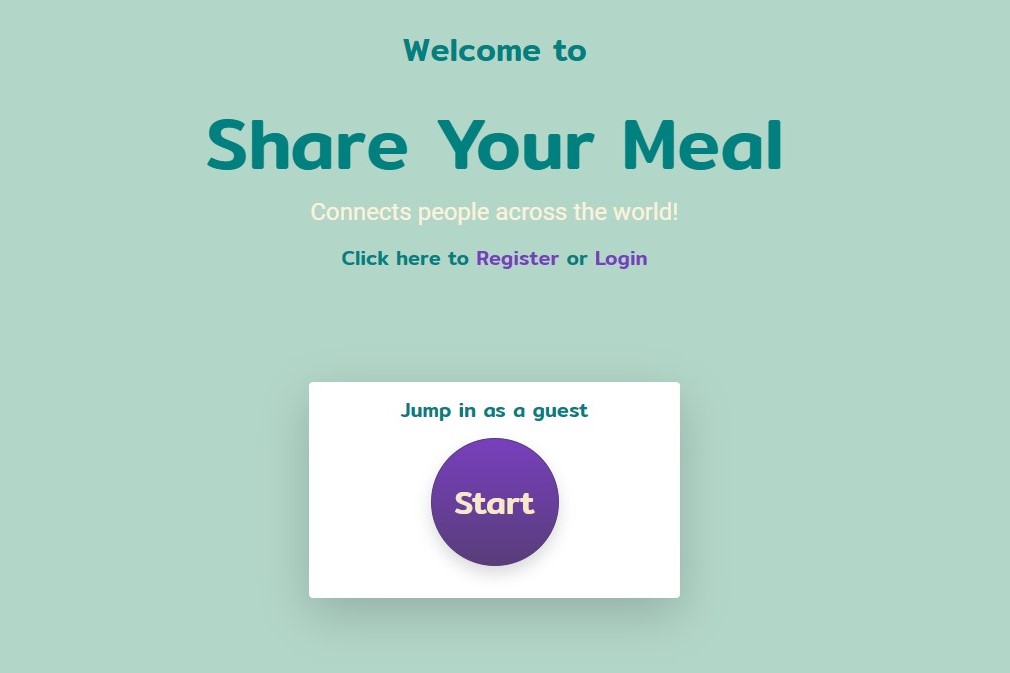 Welcome to
Share Your Meal
Connects people across the world!
Click here to Register or Login
Jump in as a guest
Start